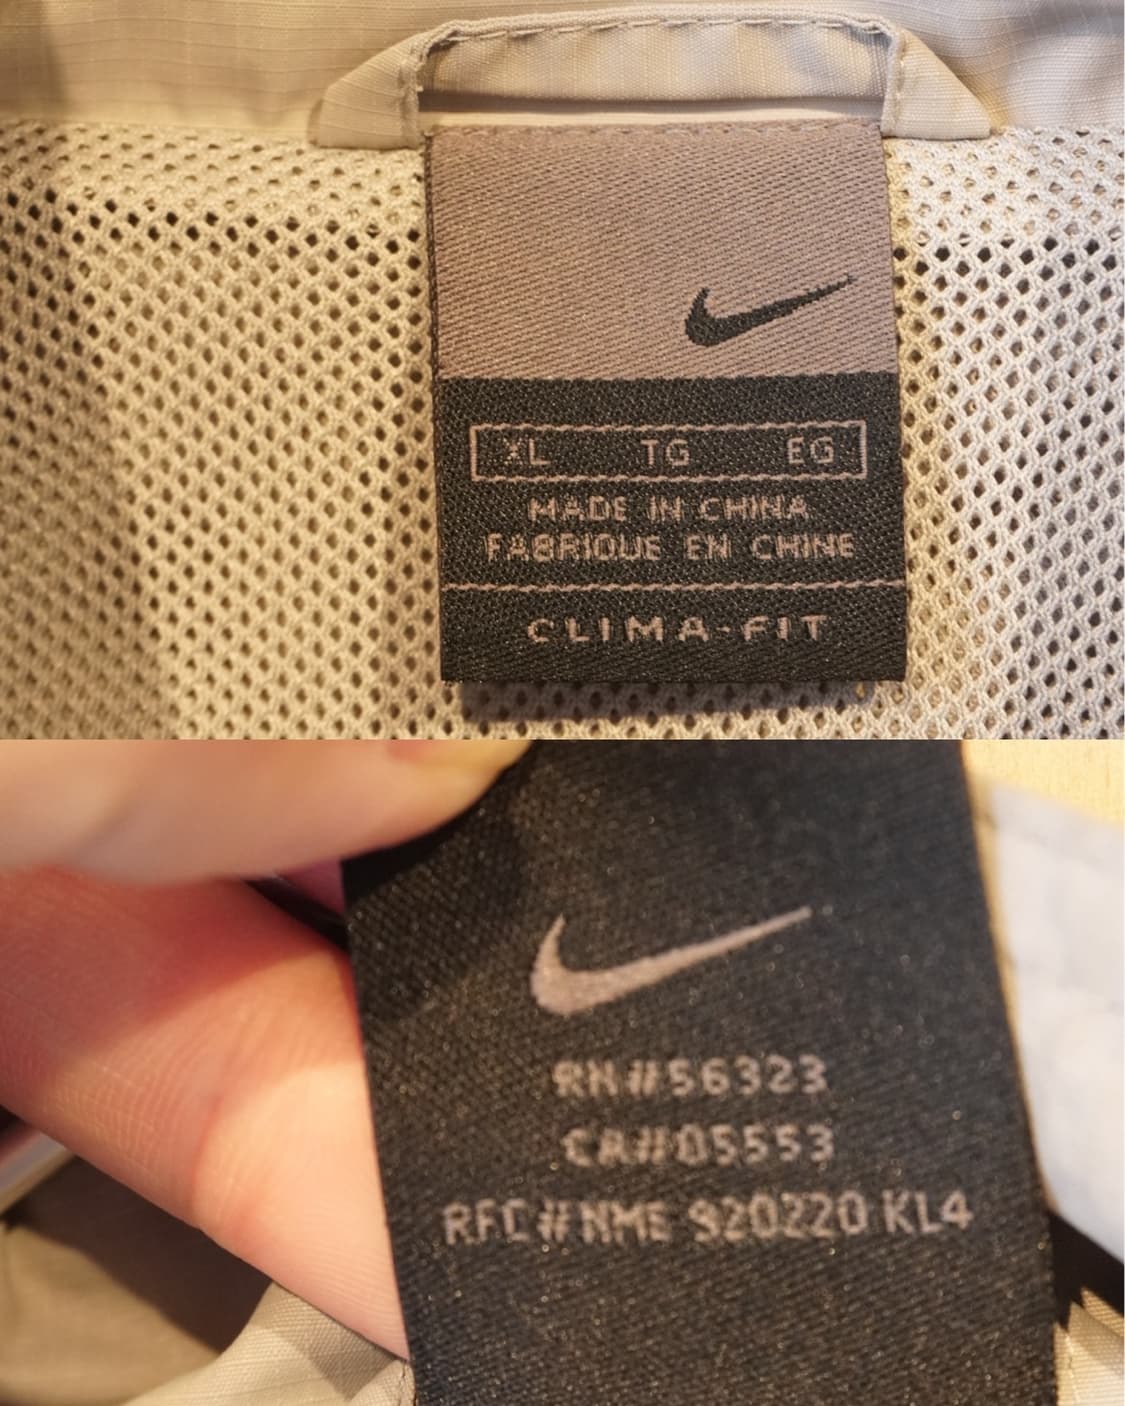 XL TG EG
MADE IN CHINA
FABRIQUE EN CHINE
CLIMA-FIT
RN#56323
CA#05553
RFC#NME 920220 KL4